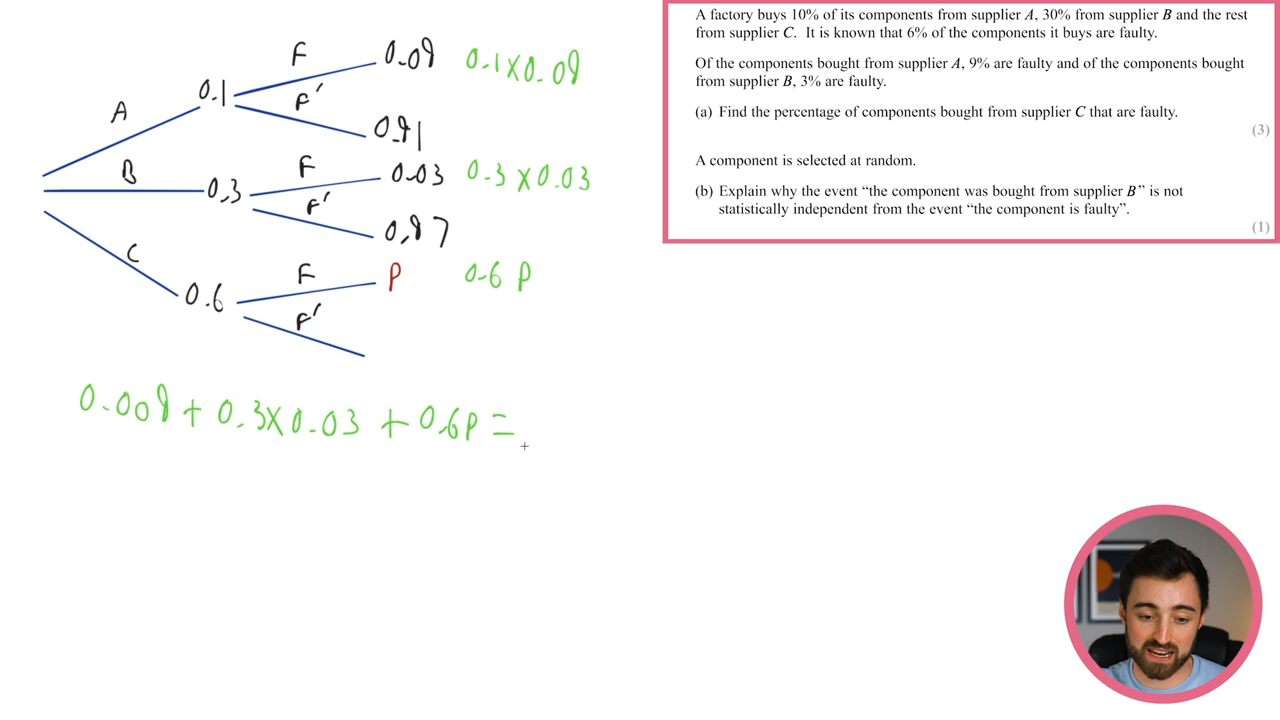 A factory buys 10% of its components from supplier A, 30% from supplier B and the rest
from supplier C. It is known that 6% of the components it buys are faulty.
Of the components bought from supplier A, 9% are faulty and of the components bought
from supplier B, 3% are faulty.
(a) Find the percentage of components bought from supplier C that are faulty.
(3)
A component is selected at random.
(b) Explain why the event “the component was bought from supplier B” is not
statistically independent from the event “the component is faulty”.
(1)
A 0.1 F 0.09 0.1×0.09
F' 0.91
B 0.3 F 0.03 0.3×0.03
F' 0.97
C 0.6 F P 0.6 P
F'
0.009 + 0.3×0.03 + 0.6P =